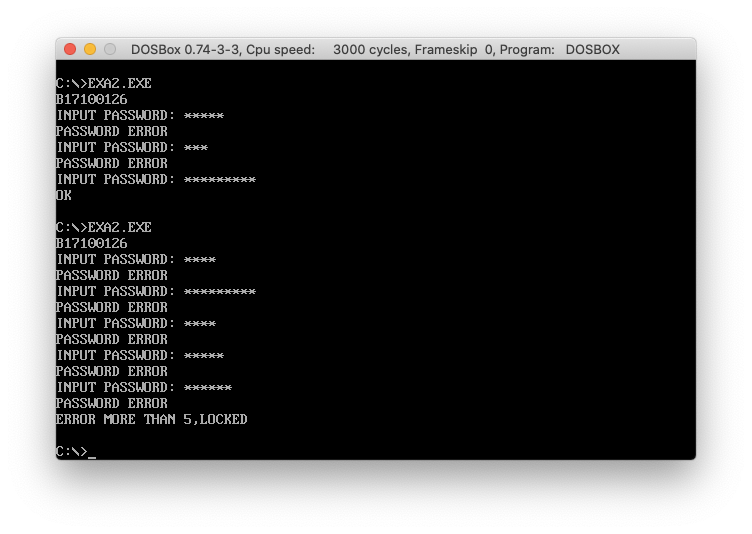 DOSBox 0.74-3-3, Cpu speed: 3000 cycles, Frameskip 0, Program: DOSBOX
C:\>EXA2.EXE
B17100126
INPUT PASSWORD: *****
PASSWORD ERROR
INPUT PASSWORD: ***
PASSWORD ERROR
INPUT PASSWORD: *********
OK
C:\>EXA2.EXE
B17100126
INPUT PASSWORD: ****
PASSWORD ERROR
INPUT PASSWORD: *********
PASSWORD ERROR
INPUT PASSWORD: ****
PASSWORD ERROR
INPUT PASSWORD: *****
PASSWORD ERROR
INPUT PASSWORD: ******
PASSWORD ERROR
ERROR MORE THAN 5,LOCKED
C:\>_